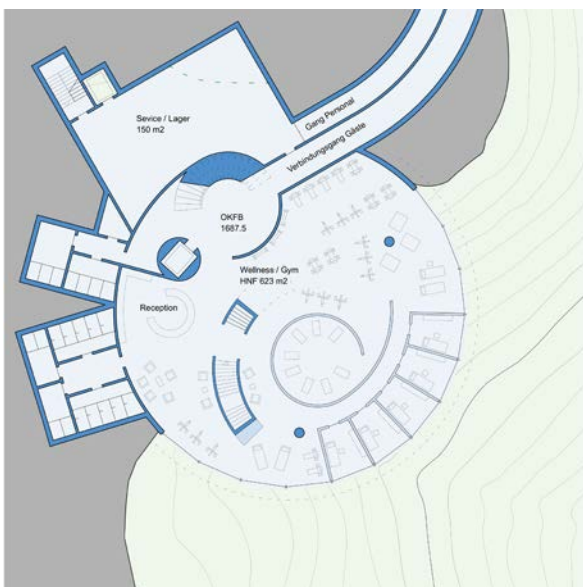 Sevice / Lager
150 m2
Gang Personal
Verbindungsgang Gäste
OKFB
1687.5
Wellness / Gym
HNF 623 m2
Reception